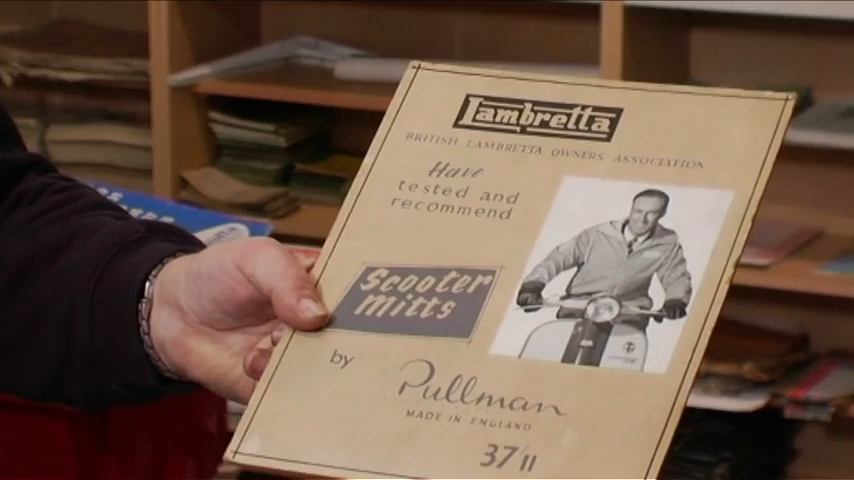 Lambretta
BRITISH LAMBRETTA OWNERS ASSOCIATION
Have
tested and
recommend
Scooter
Mitts
by
Pullman
MADE IN ENGLAND
37/11